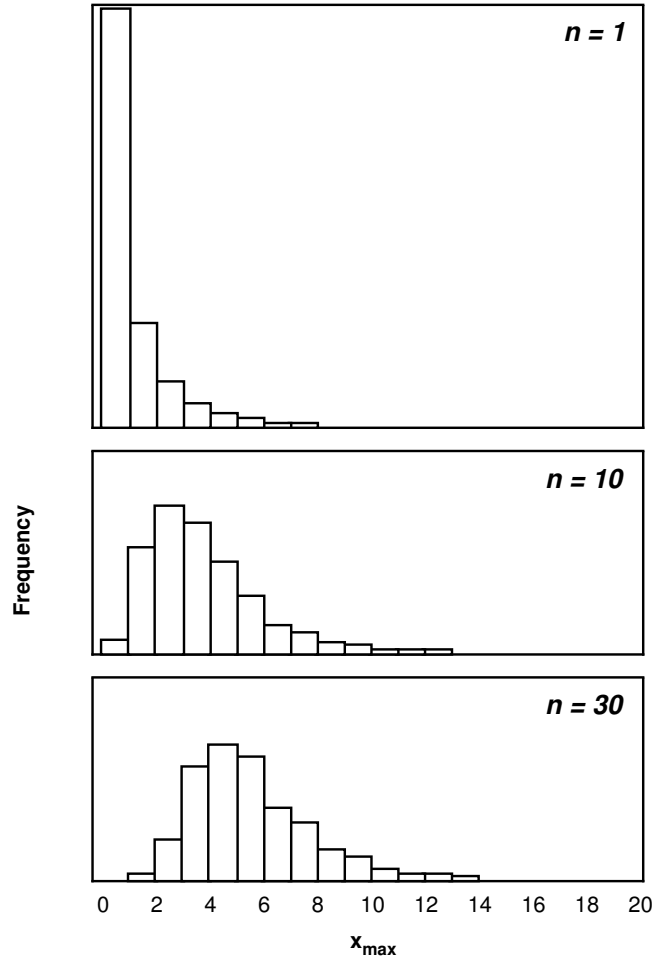 n = 1
n = 10
Frequency
n = 30
0 2 4 6 8 10 12 14 16 18 20
xmax